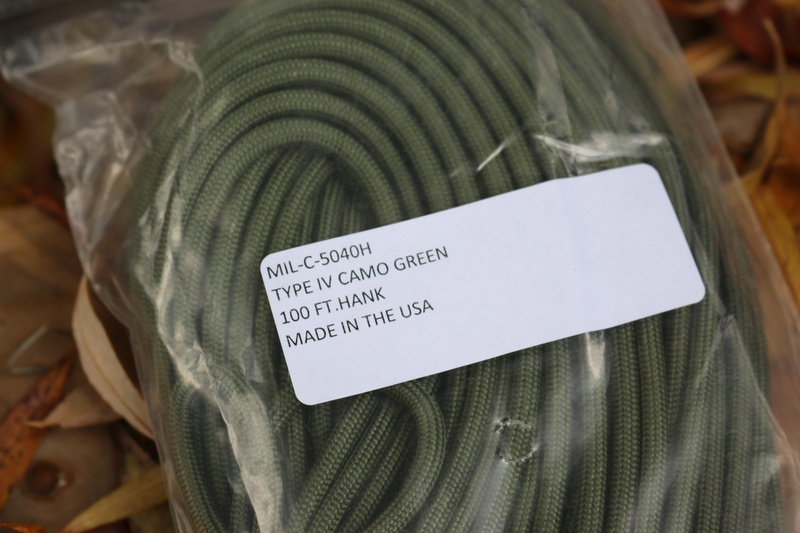 MIL-C-5040H
TYPE IV CAMO GREEN
100 FT.HANK
MADE IN THE USA